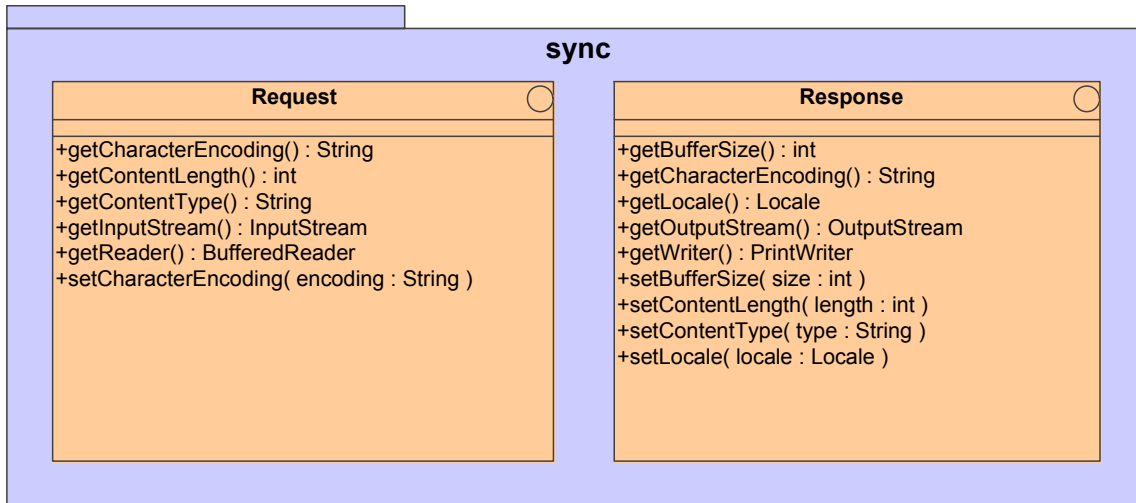 sync
Request
+getCharacterEncoding() : String
+getContentLength() : int
+getContentType() : String
+getInputStream() : InputStream
+getReader() : BufferedReader
+setCharacterEncoding( encoding : String )
Response
+getBufferSize() : int
+getCharacterEncoding() : String
+getLocale() : Locale
+getOutputStream() : OutputStream
+getWriter() : PrintWriter
+setBufferSize( size : int )
+setContentLength( length : int )
+setContentType( type : String )
+setLocale( locale : Locale )